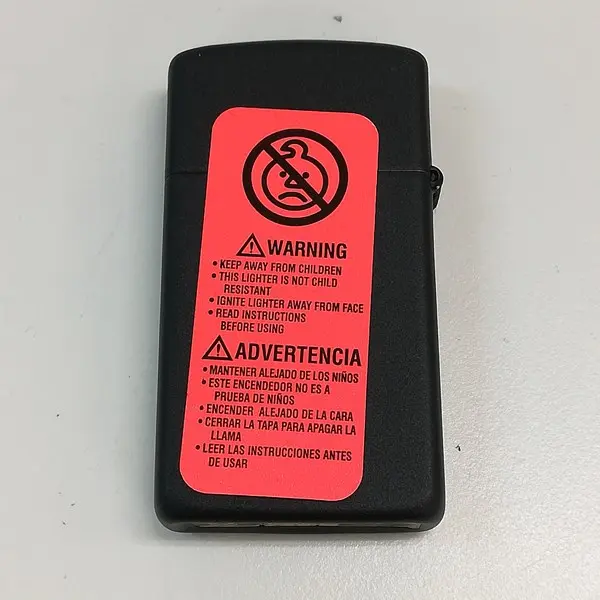 ⚠ WARNING
• KEEP AWAY FROM CHILDREN
• THIS LIGHTER IS NOT CHILD
RESISTANT
• IGNITE LIGHTER AWAY FROM FACE
• READ INSTRUCTIONS
BEFORE USING
⚠ ADVERTENCIA
• MANTENER ALEJADO DE LOS NIÑOS
• ESTE ENCENDEDOR NO ES A
PRUEBA DE NIÑOS
• ENCENDER ALEJADO DE LA CARA
• CERRAR LA TAPA PARA APAGAR LA
LLAMA
• LEER LAS INSTRUCCIONES ANTES
DE USAR